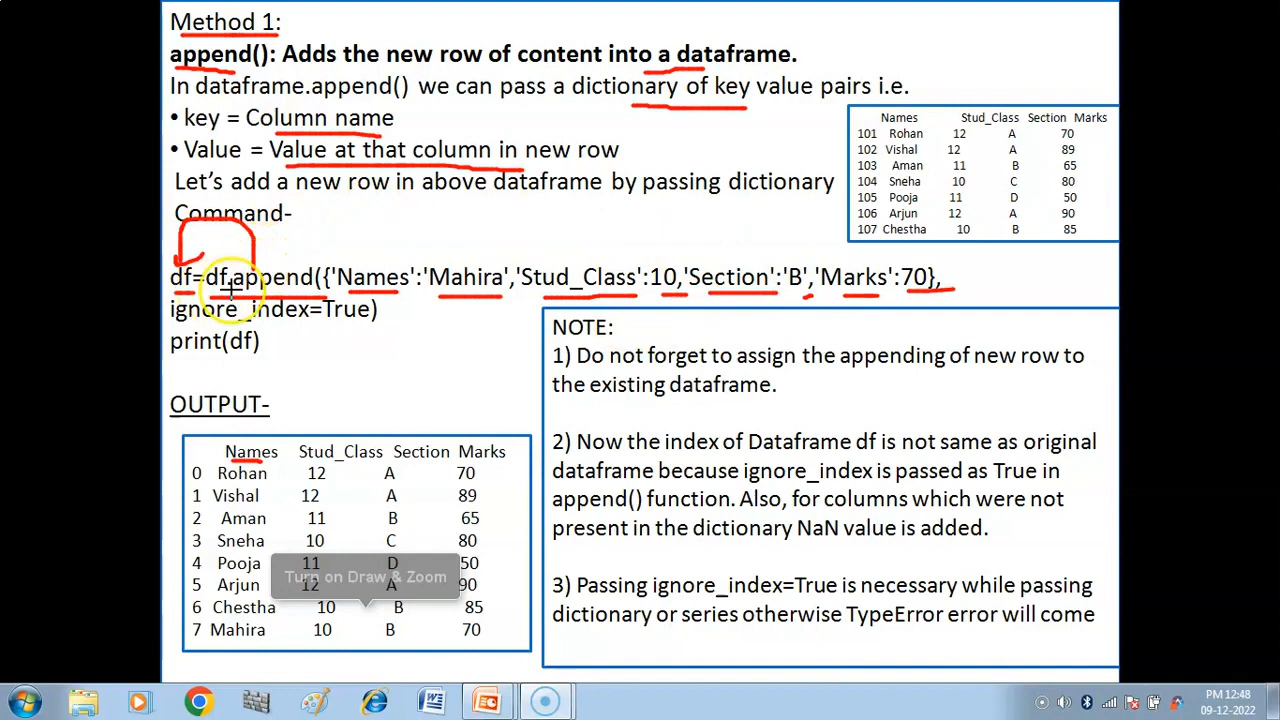 Method 1:
append(): Adds the new row of content into a dataframe.
In dataframe.append() we can pass a dictionary of key value pairs i.e.
• key = Column name
• Value = Value at that column in new row
Let's add a new row in above dataframe by passing dictionary
Command-
Names Stud_Class Section Marks
101 Rohan 12 A 70
102 Vishal 12 A 89
103 Aman 11 B 65
104 Sneha 10 C 80
105 Pooja 11 D 50
106 Arjun 12 A 90
107 Chestha 10 B 85
df=df.append({'Names':'Mahira','Stud_Class':10,'Section':'B','Marks':70},
ignore_index=True)
print(df)
OUTPUT-
Names Stud_Class Section Marks
0 Rohan 12 A 70
1 Vishal 12 A 89
2 Aman 11 B 65
3 Sneha 10 C 80
4 Pooja 11 D 50
Turn on Draw & Zoom
5 Arjun 12 A 90
6 Chestha 10 B 85
7 Mahira 10 B 70
NOTE:
1) Do not forget to assign the appending of new row to
the existing dataframe.
2) Now the index of Dataframe df is not same as original
dataframe because ignore_index is passed as True in
append() function. Also, for columns which were not
present in the dictionary NaN value is added.
3) Passing ignore_index=True is necessary while passing
dictionary or series otherwise TypeError error will come
PM 12:48
09-12-2022